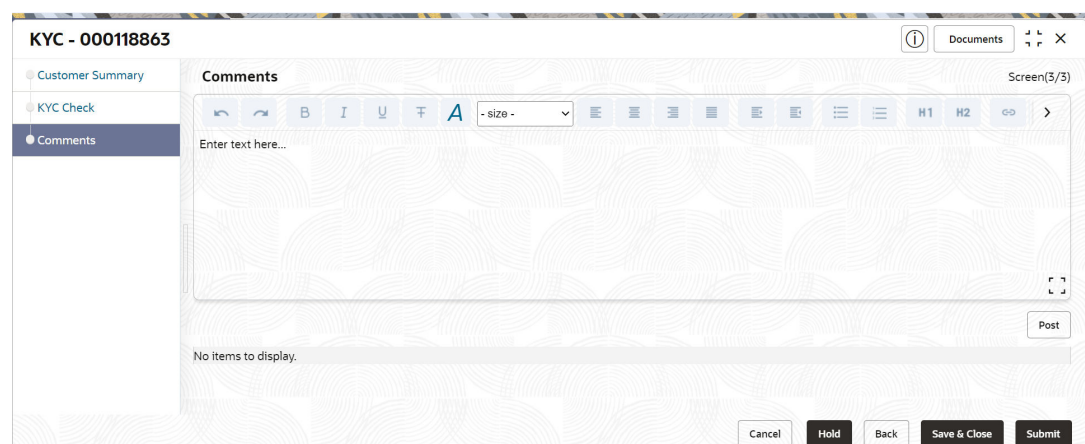 KYC - 000118863
Documents
Customer Summary
KYC Check
Comments
Comments
Screen(3/3)
B I U T A - size - H1 H2
Enter text here...
Post
No items to display.
Cancel Hold Back Save & Close Submit